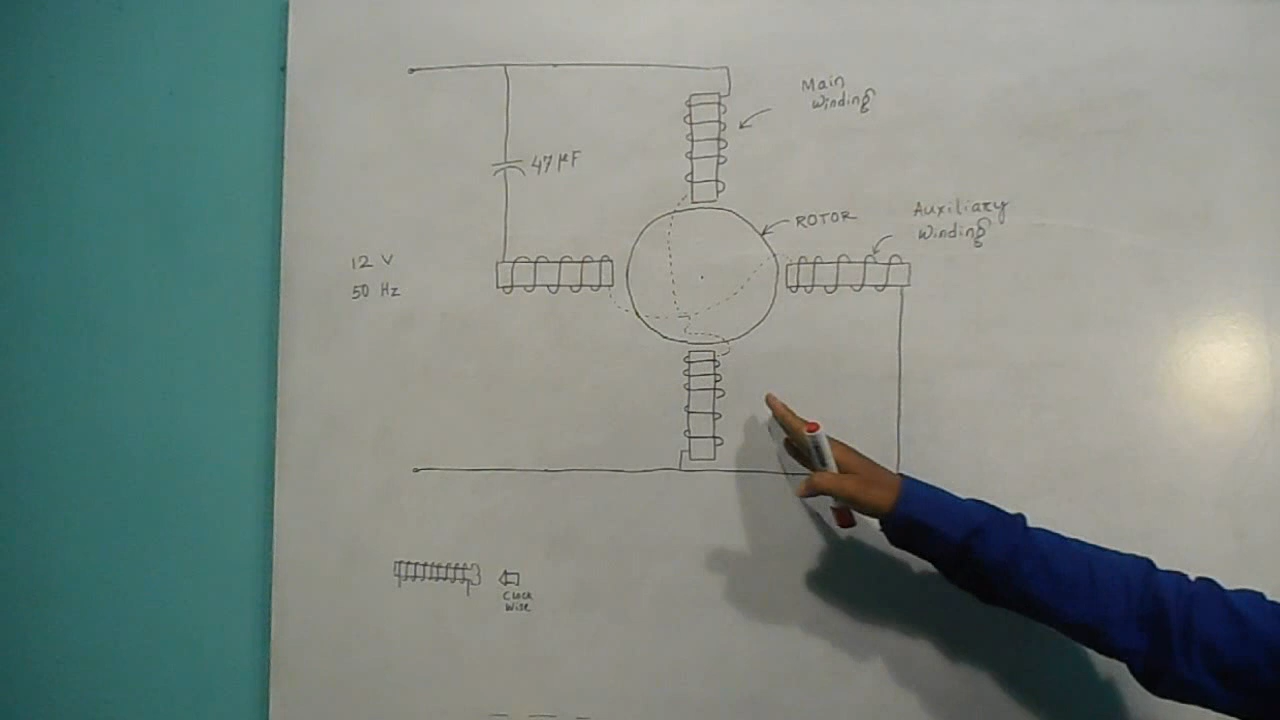 Main
Winding
47 µF
ROTOR
Auxiliary
Winding
12 V
50 Hz
Clock
Wise